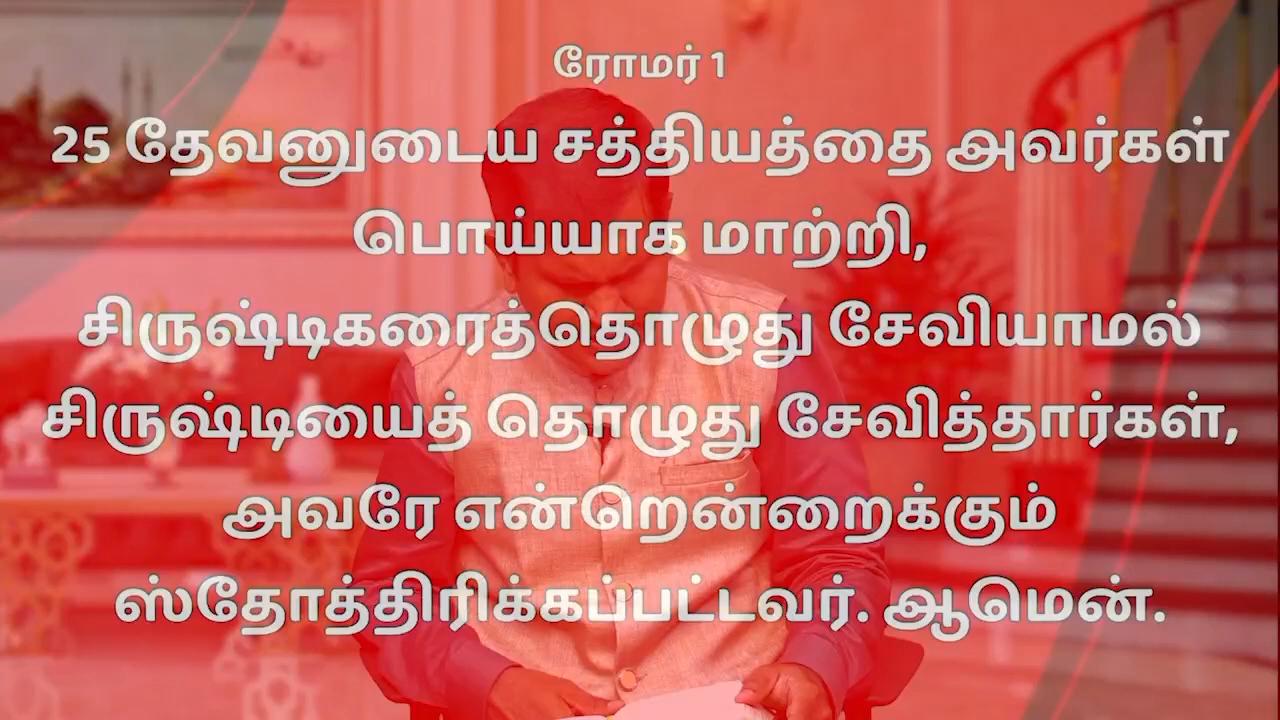 ரோமர் 1
25 தேவனுடைய சத்தியத்தை அவர்கள்
பொய்யாக மாற்றி,
சிருஷ்டிகரைத்தொழுது சேவியாமல்
சிருஷ்டியைத் தொழுது சேவித்தார்கள்,
அவரே என்றென்றைக்கும்
ஸ்தோத்திரிக்கப்பட்டவர். ஆமென்.